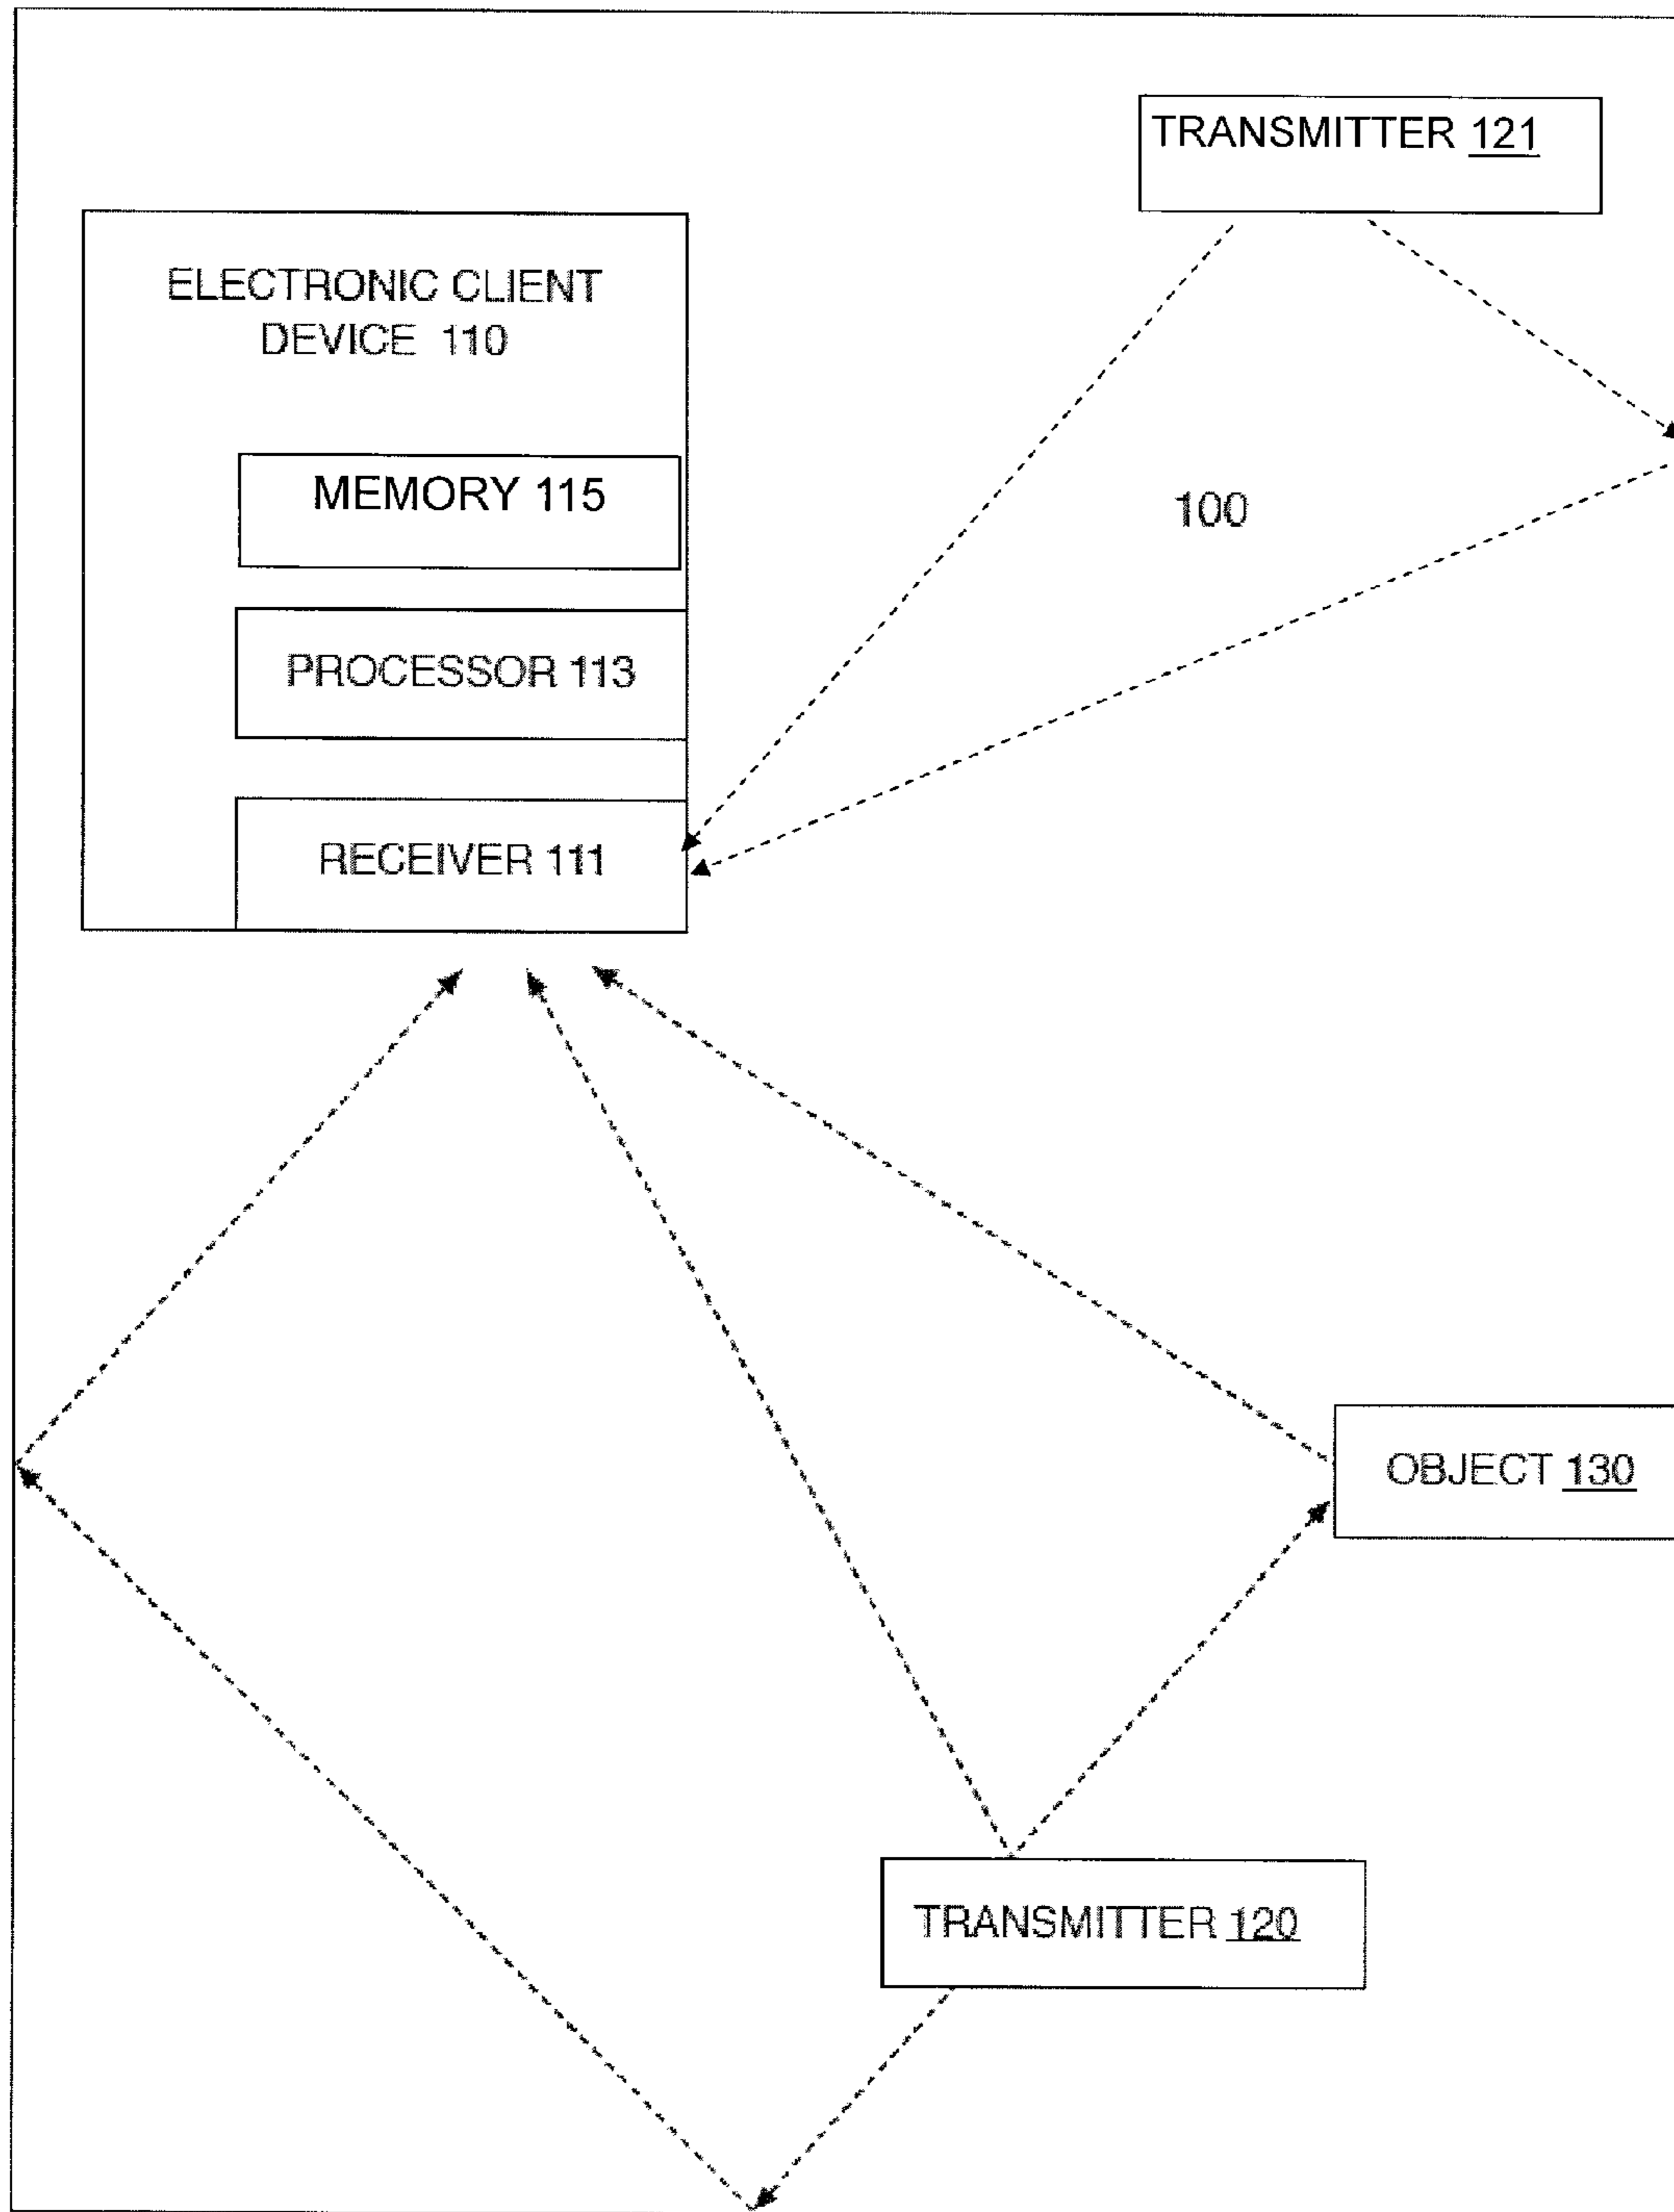 TRANSMITTER 121
ELECTRONIC CLIENT
DEVICE 110
MEMORY 115
100
PROCESSOR 113
RECEIVER 111
OBJECT 130
TRANSMITTER 120